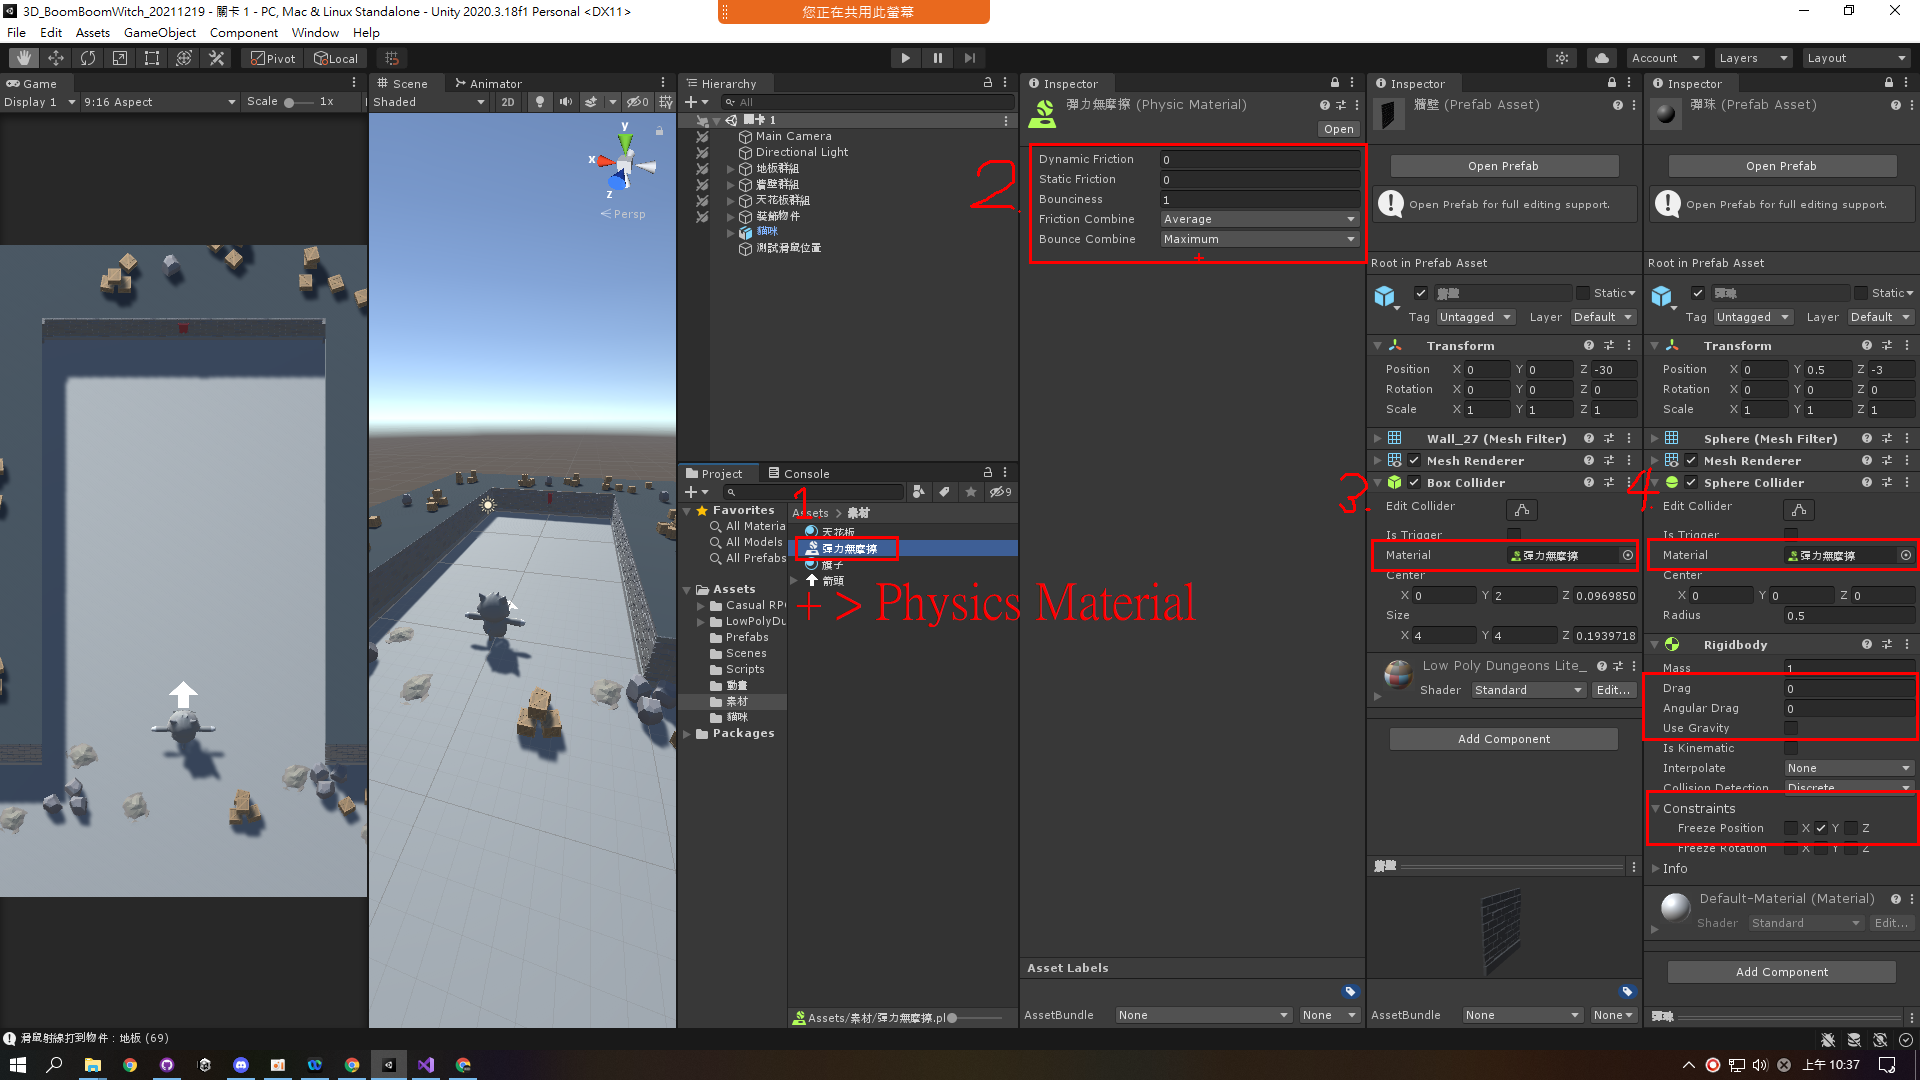 3D_BoomBoomWitch_20211219 - 關卡 1 - PC, Mac & Linux Standalone - Unity 2020.3.18f1 Personal <DX11>
您正在共用此螢幕
File Edit Assets GameObject Component Window Help
Pivot Local
Account Layers Layout
Game
Display 1 9:16 Aspect Scale 1x
Scene Animator
Shaded 2D 0
y
x
z
Persp
Hierarchy
All
關卡 1
Main Camera
Directional Light
地板群組
牆壁群組
天花板群組
裝飾物件
貓咪
測試滑鼠位置
Project Console
9
Favorites
All Materia
All Models
All Prefabs
Assets
Casual RPG
LowPolyDu
Prefabs
Scenes
Scripts
動畫
素材
貓咪
Packages
Assets > 素材
天花板
彈力無摩擦
旗子
箭頭
1
+ > Physics Material
Assets/素材/彈力無摩擦.pl
Inspector
彈力無摩擦 (Physic Material)
Open
2
Dynamic Friction 0
Static Friction 0
Bounciness 1
Friction Combine Average
Bounce Combine Maximum
+
Asset Labels
AssetBundle None None
Inspector
牆壁 (Prefab Asset)
Open Prefab
Open Prefab for full editing support.
Root in Prefab Asset
牆壁 Static
Tag Untagged Layer Default
Transform
Position X 0 Y 0 Z -30
Rotation X 0 Y 0 Z 0
Scale X 1 Y 1 Z 1
Wall_27 (Mesh Filter)
Mesh Renderer
3.
Box Collider
Edit Collider
Is Trigger
Material 彈力無摩擦
Center
X 0 Y 2 Z 0.0969850
Size
X 4 Y 4 Z 0.1939718
Low Poly Dungeons Lite_
Shader Standard Edit...
Add Component
牆壁
AssetBundle None None
Inspector
彈珠 (Prefab Asset)
Open Prefab
Open Prefab for full editing support.
Root in Prefab Asset
彈珠 Static
Tag Untagged Layer Default
Transform
Position X 0 Y 0.5 Z -3
Rotation X 0 Y 0 Z 0
Scale X 1 Y 1 Z 1
Sphere (Mesh Filter)
Mesh Renderer
4
Sphere Collider
Edit Collider
Is Trigger
Material 彈力無摩擦
Center
X 0 Y 0 Z 0
Radius 0.5
Rigidbody
Mass 1
Drag 0
Angular Drag 0
Use Gravity
Is Kinematic
Interpolate None
Collision Detection Discrete
Constraints
Freeze Position X Y Z
Freeze Rotation X Y Z
Info
Default-Material (Material)
Shader Standard Edit...
Add Component
彈珠
滑鼠射線打到物件 : 地板 (69)
上午 10:37